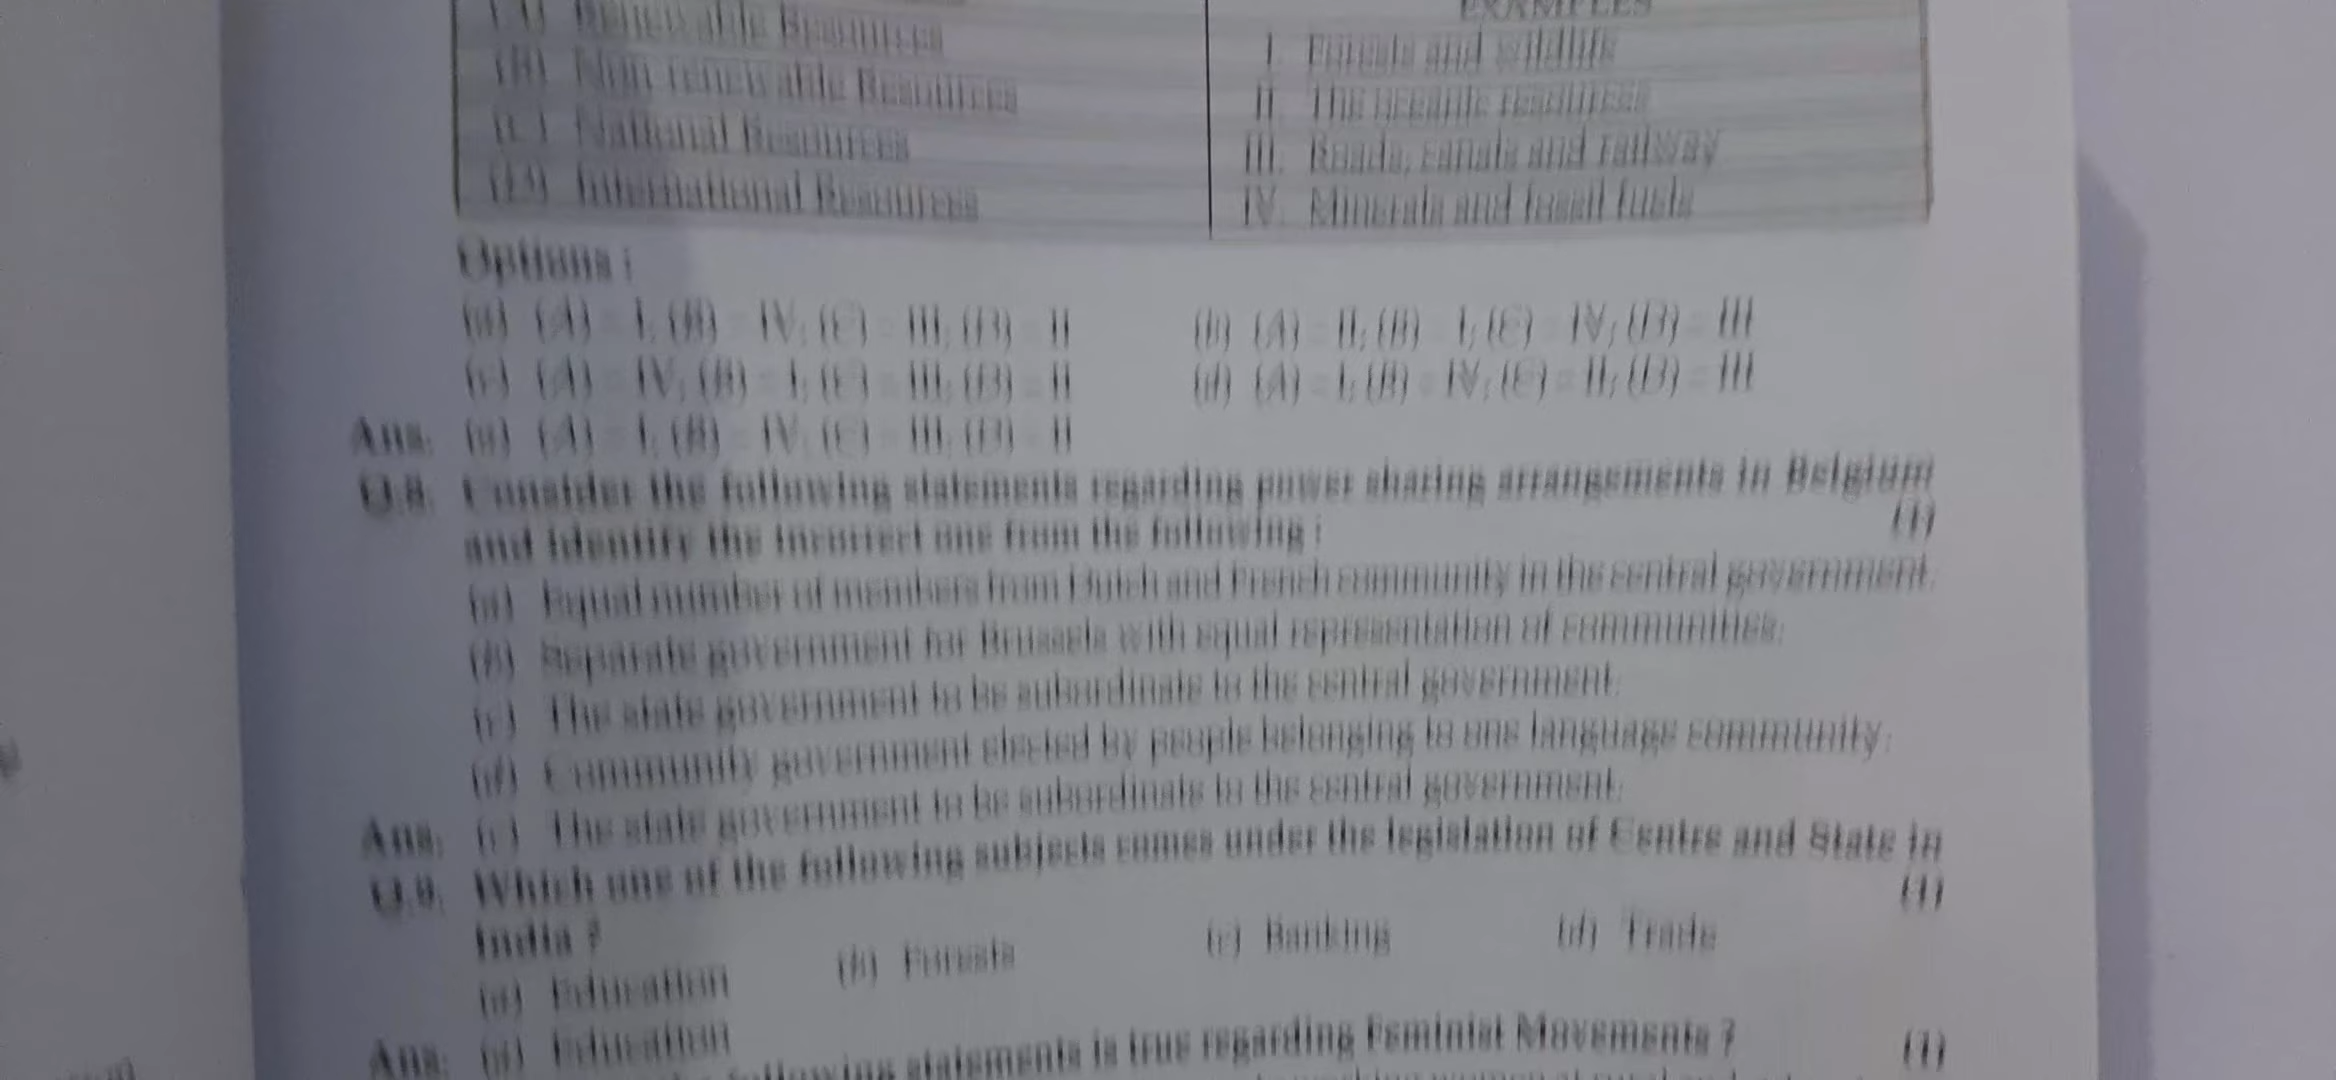 EXAMPLES
(A) Renewable Resources
I. Forests and wildlife
(B) Non renewable Resources
II. The oceanic resources
(C) National Resources
III. Roads, canals and railway
(D) International Resources
IV. Minerals and fossil fuels
Options :
(a) (A) – I, (B) – IV, (C) – III, (D) – II (b) (A) – II, (B) – I, (C) – IV, (D) – III
(c) (A) – IV, (B) – I, (C) – III, (D) – II (d) (A) – I, (B) – IV, (C) – II, (D) – III
Ans. (a) (A) – I, (B) – IV, (C) – III, (D) – II
Q.8. Consider the following statements regarding power sharing arrangements in Belgium
and identify the incorrect one from the following : (1)
(a) Equal number of members from Dutch and French community in the central government.
(b) Separate government for Brussels with equal representation of communities.
(c) The state government to be subordinate to the central government.
(d) Community government elected by people belonging to one language community.
Ans. (c) The state government to be subordinate to the central government.
Q.9. Which one of the following subjects comes under the legislation of Centre and State in
India ? (1)
(a) Education (b) Forests (c) Banking (d) Trade
Ans. (a) Education
following statements is true regarding Feminist Movements ? (1)